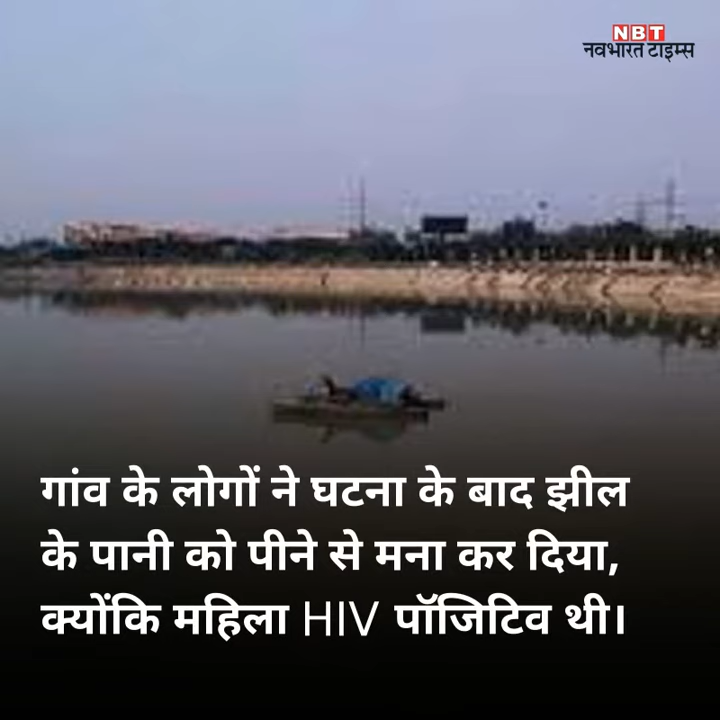 NBT
नवभारत टाइम्स
गांव के लोगों ने घटना के बाद झील
के पानी को पीने से मना कर दिया,
क्योंकि महिला HIV पॉजिटिव थी।